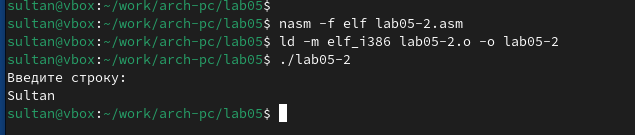 sultan@vbox:~/work/arch-pc/lab05$
sultan@vbox:~/work/arch-pc/lab05$ nasm -f elf lab05-2.asm
sultan@vbox:~/work/arch-pc/lab05$ ld -m elf_i386 lab05-2.o -o lab05-2
sultan@vbox:~/work/arch-pc/lab05$ ./lab05-2
Введите строку:
Sultan
sultan@vbox:~/work/arch-pc/lab05$